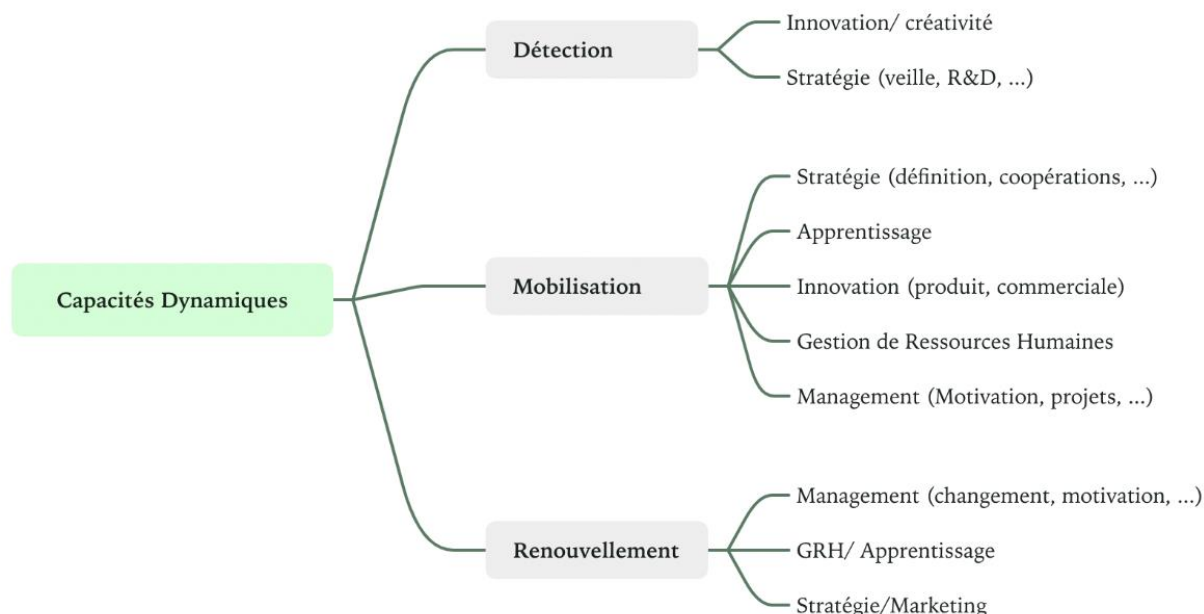 Capacités Dynamiques
Détection
Innovation/ créativité
Stratégie (veille, R&D, ...)
Mobilisation
Stratégie (définition, coopérations, ...)
Apprentissage
Innovation (produit, commerciale)
Gestion de Ressources Humaines
Management (Motivation, projets, ...)
Renouvellement
Management (changement, motivation, ...)
GRH/ Apprentissage
Stratégie/Marketing